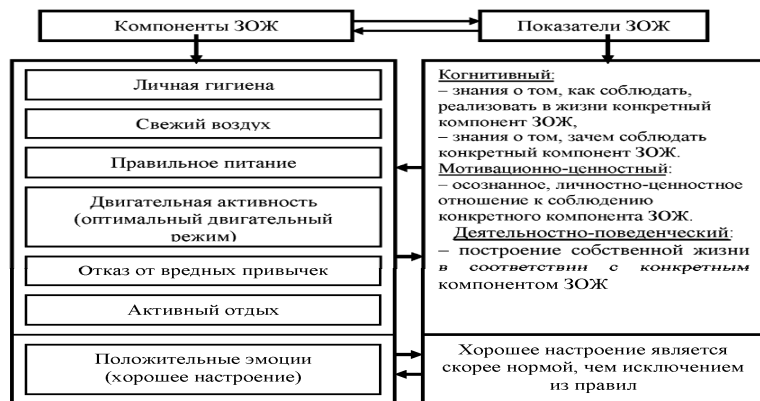 Компоненты ЗОЖ
Показатели ЗОЖ
Личная гигиена
Свежий воздух
Правильное питание
Двигательная активность
(оптимальный двигательный
режим)
Отказ от вредных привычек
Активный отдых
Положительные эмоции
(хорошее настроение)
Когнитивный:
– знания о том, как соблюдать,
реализовать в жизни конкретный
компонент ЗОЖ,
– знания о том, зачем соблюдать
конкретный компонент ЗОЖ.
Мотивационно-ценностный:
– осознанное, личностно-ценностное
отношение к соблюдению
конкретного компонента ЗОЖ.
Деятельностно-поведенческий:
– построение собственной жизни
в соответствии с конкретным
компонентом ЗОЖ
Хорошее настроение является
скорее нормой, чем исключением
из правил